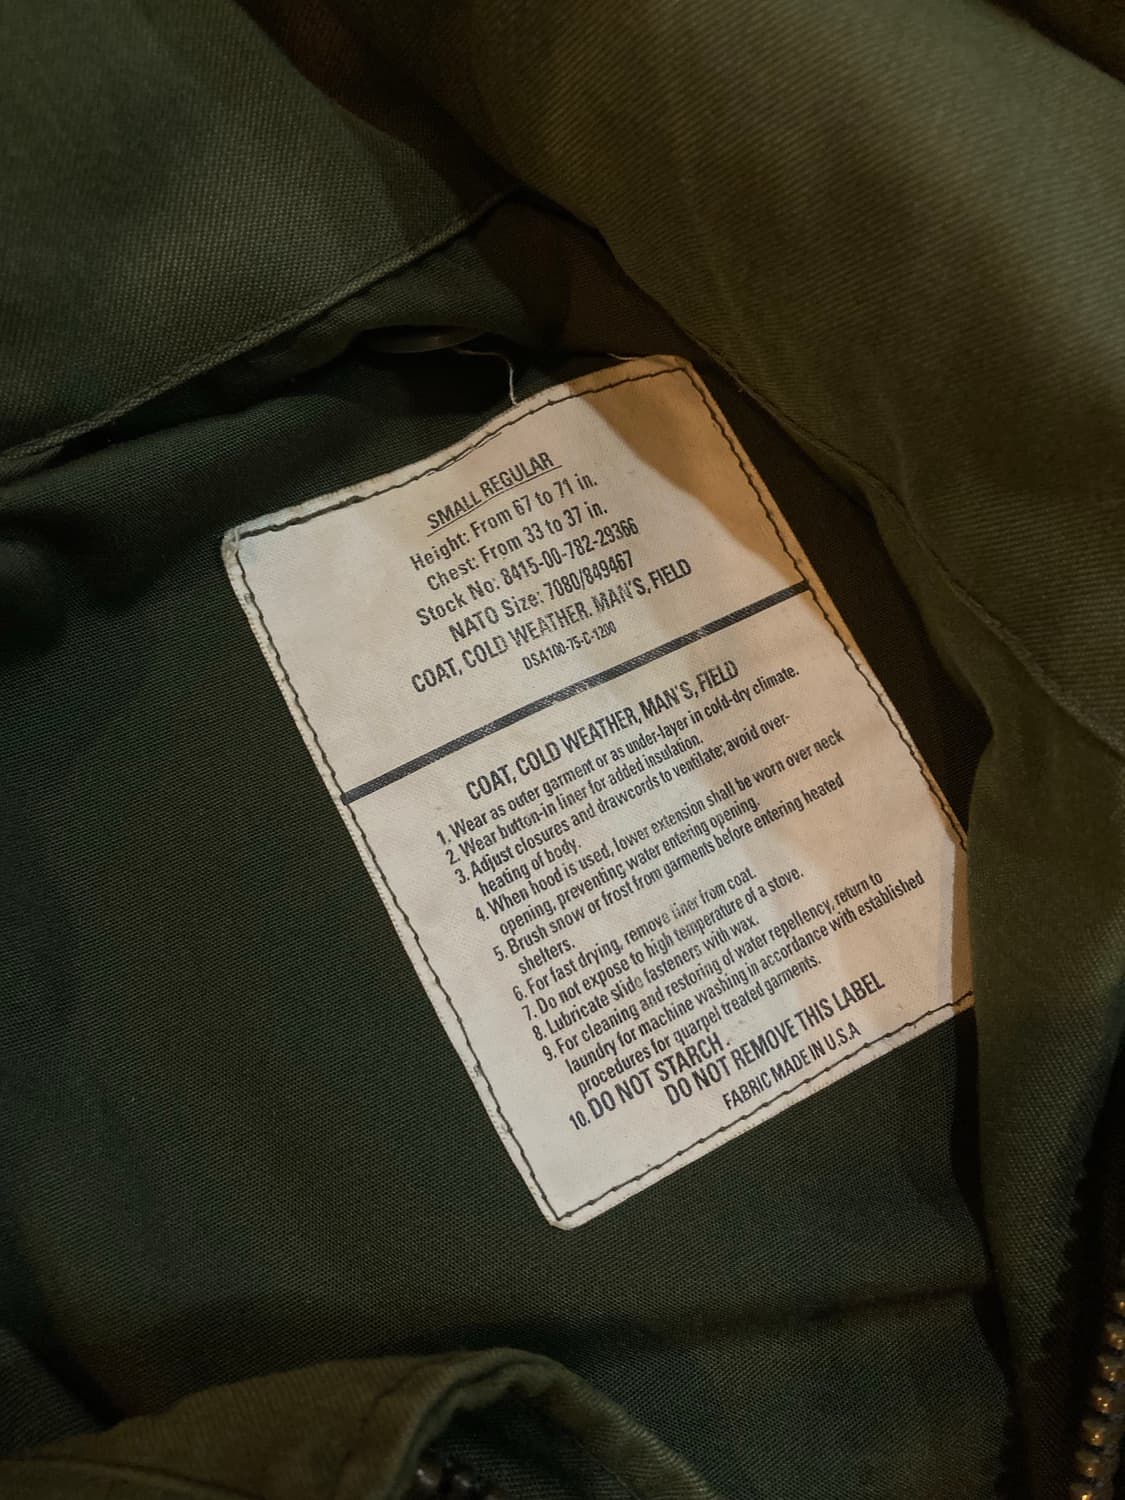 SMALL REGULAR
Height: From 67 to 71 in.
Chest: From 33 to 37 in.
Stock No: 8415-00-782-29366
NATO Size: 7080/849467
COAT, COLD WEATHER. MAN'S, FIELD
DSA100-75-C-1200
COAT, COLD WEATHER, MAN'S, FIELD
1. Wear as outer garment or as under-layer in cold-dry climate.
2. Wear button-in liner for added insulation.
3. Adjust closures and drawcords to ventilate; avoid over-
heating of body.
4. When hood is used, lower extension shall be worn over neck
opening, preventing water entering opening.
5. Brush snow or frost from garments before entering heated
shelters.
6. For fast drying, remove liner from coat.
7. Do not expose to high temperature of a stove.
8. Lubricate slide fasteners with wax.
9. For cleaning and restoring of water repellency, return to
laundry for machine washing in accordance with established
procedures for quarpel treated garments.
10. DO NOT STARCH.
DO NOT REMOVE THIS LABEL
FABRIC MADE IN U.S.A